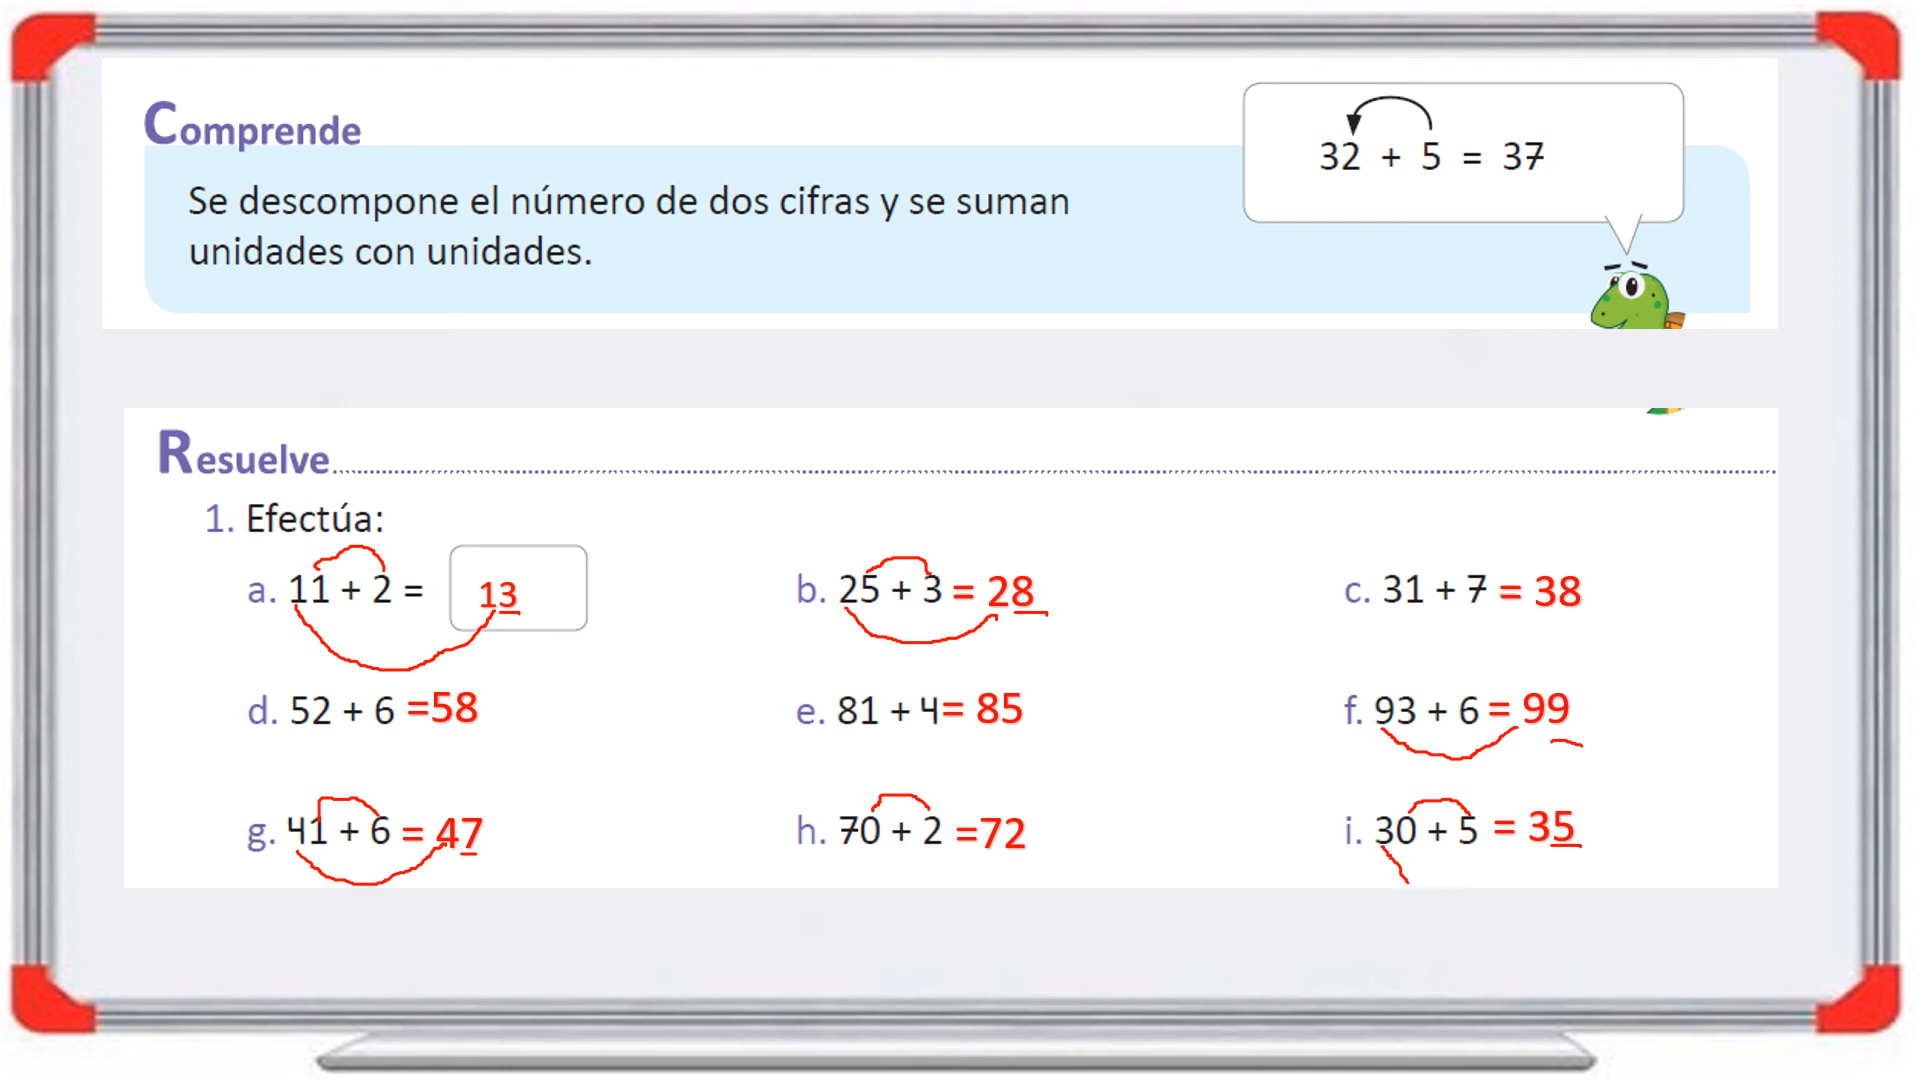 Comprende
32 + 5 = 37
Se descompone el número de dos cifras y se suman
unidades con unidades.
Resuelve
1. Efectúa:
a. 11 + 2 = 13
b. 25 + 3 = 28
c. 31 + 7 = 38
d. 52 + 6 =58
e. 81 + 4= 85
f. 93 + 6 = 99
g. 41 + 6 = 47
h. 70 + 2 =72
i. 30 + 5 = 35